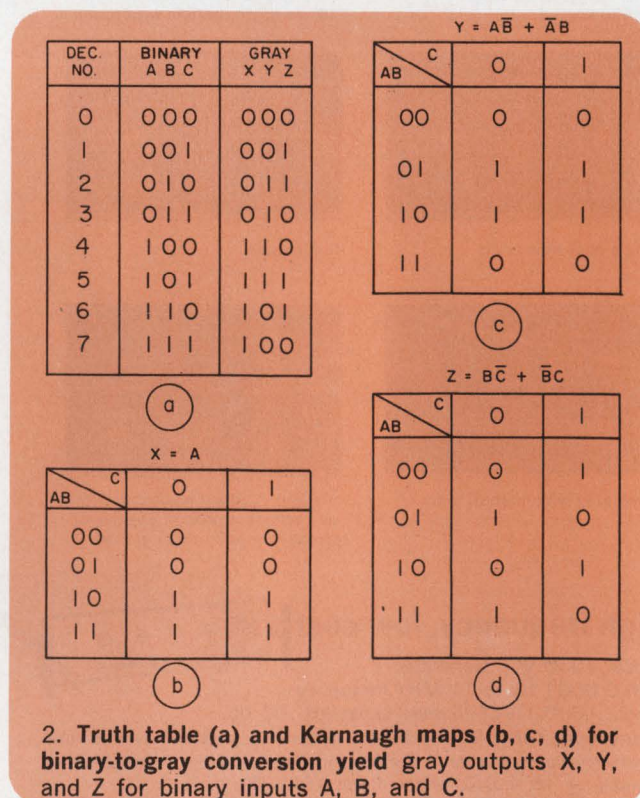 DEC. NO. BINARY A B C GRAY X Y Z
0 000 000
1 001 001
2 010 011
3 011 010
4 100 110
5 101 111
6 110 101
7 111 100
a
X = A
AB C 0 1
00 0 0
01 0 0
10 1 1
11 1 1
b
Y = AB̅ + A̅B
AB C 0 1
00 0 0
01 1 1
10 1 1
11 0 0
c
Z = BC̅ + B̅C
AB C 0 1
00 0 1
01 1 0
10 0 1
11 1 0
d
2. Truth table (a) and Karnaugh maps (b, c, d) for
binary-to-gray conversion yield gray outputs X, Y,
and Z for binary inputs A, B, and C.